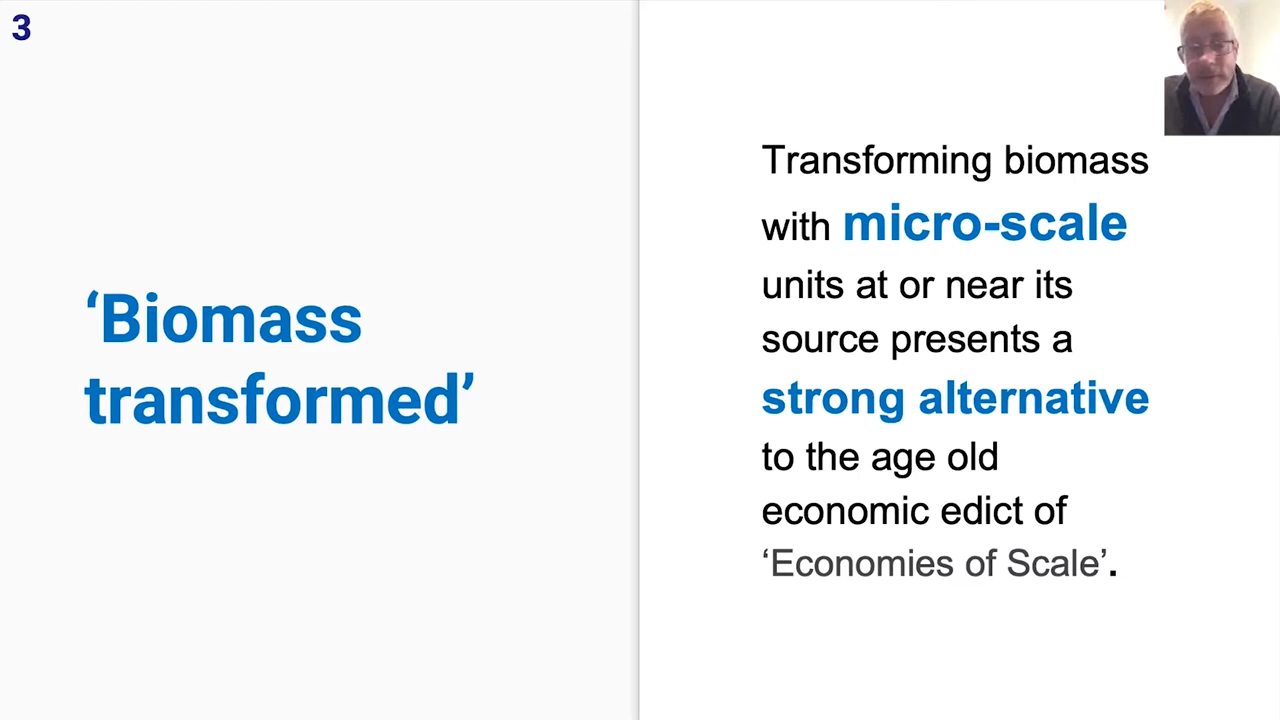 3
‘Biomass
transformed’
Transforming biomass
with micro-scale
units at or near its
source presents a
strong alternative
to the age old
economic edict of
‘Economies of Scale’.